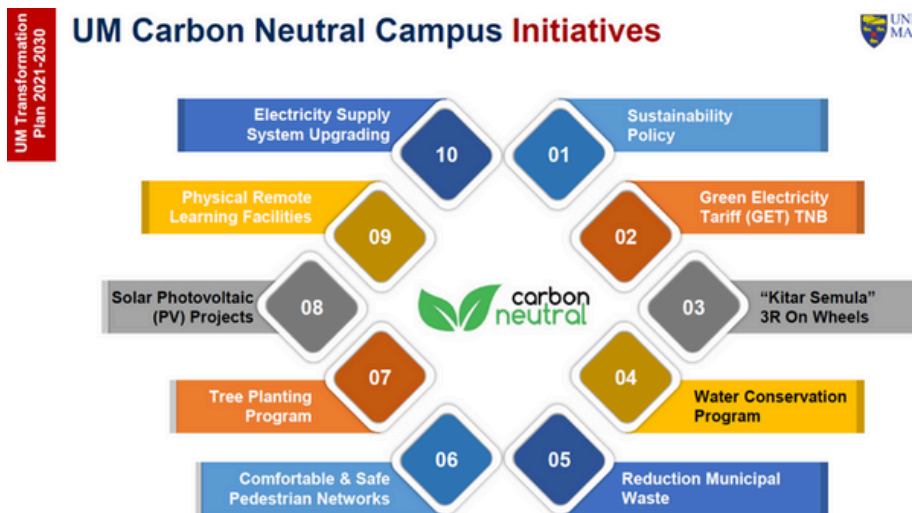 UM Transformation
Plan 2021-2030
UM Carbon Neutral Campus Initiatives
Electricity Supply
System Upgrading
10
01
Sustainability
Policy
Physical Remote
Learning Facilities
09
02
Green Electricity
Tariff (GET) TNB
Solar Photovoltaic
(PV) Projects
08
carbon
neutral
03
“Kitar Semula”
3R On Wheels
Tree Planting
Program
07
04
Water Conservation
Program
Comfortable & Safe
Pedestrian Networks
06
05
Reduction Municipal
Waste